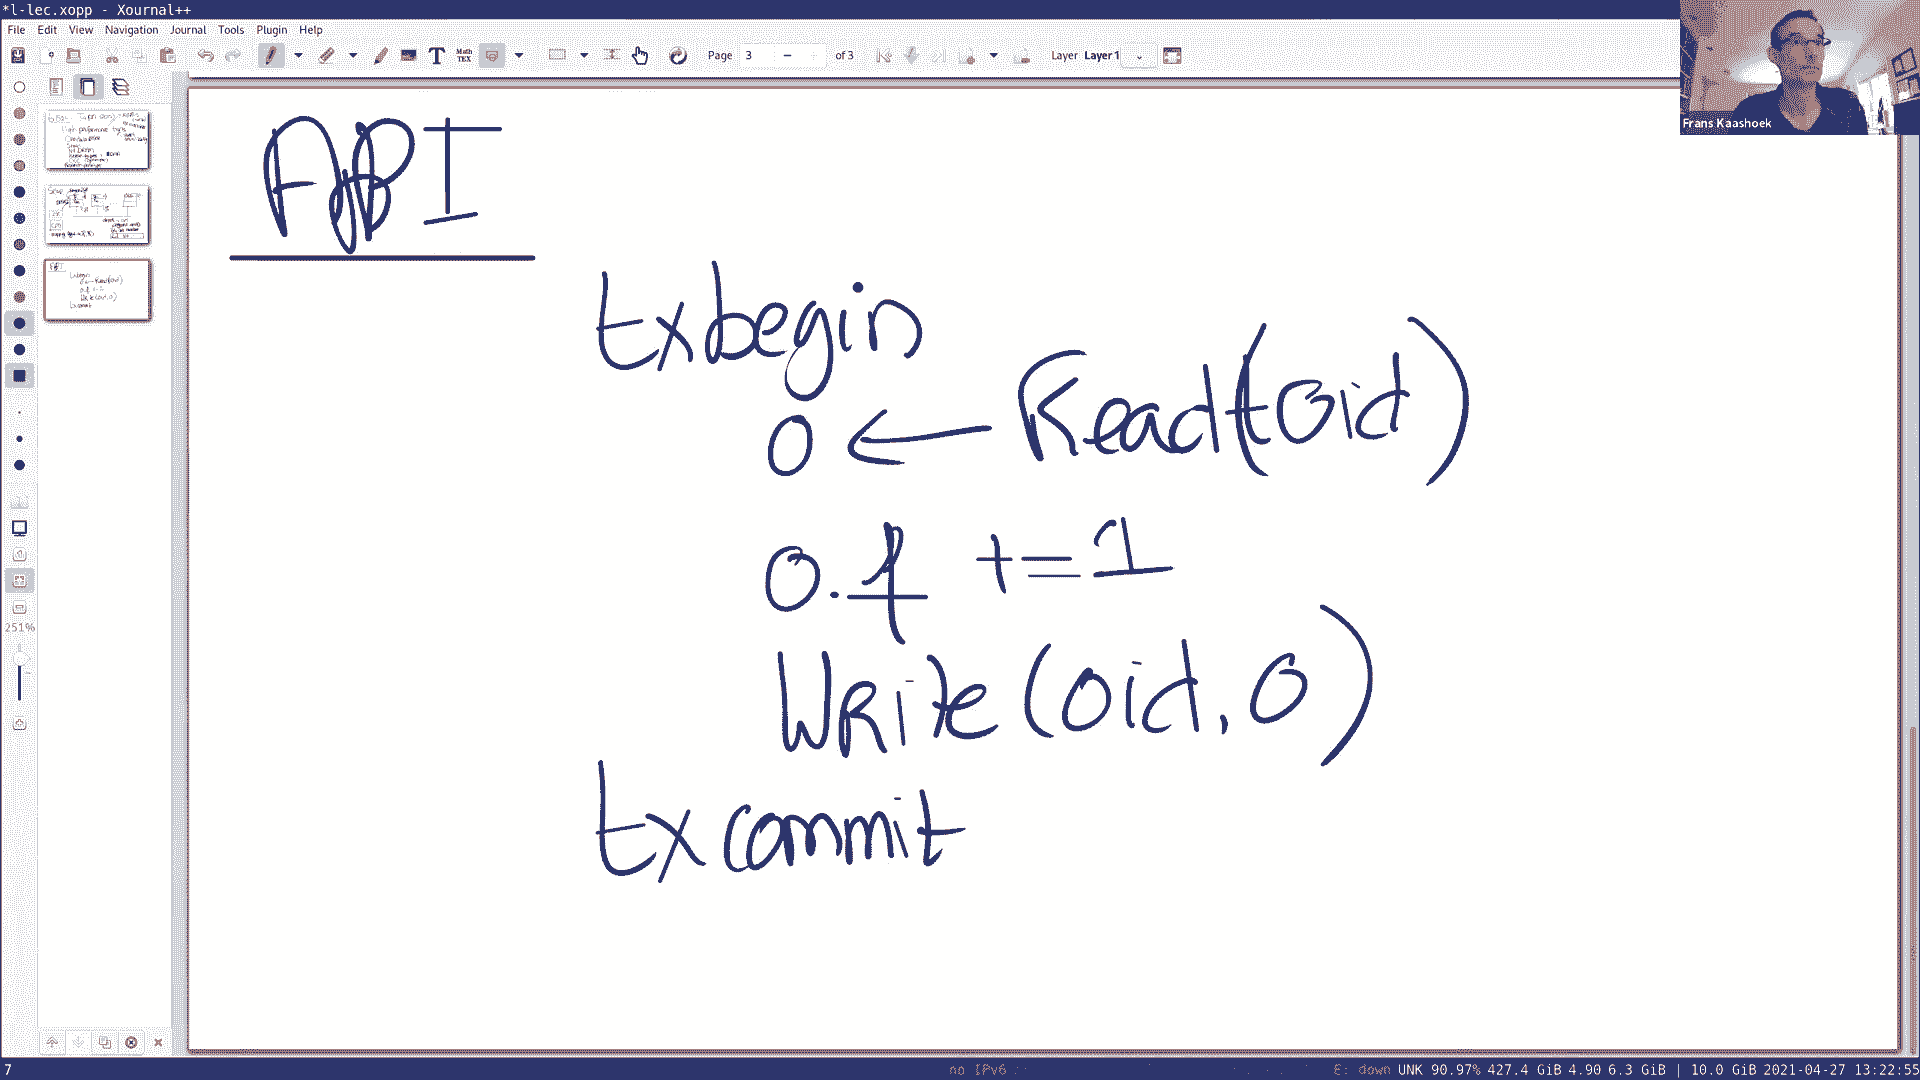 *l-lec.xopp - Xournal++
File Edit View Navigation Journal Tools Plugin Help
Page 3 of 3 Layer Layer 1
Frans Kaashoek
API
txbegin
O ← Read(oid)
O.f += 1
Write(oid, O)
txcommit
251%
7 no IPv6 E: down UNK 90.97% 427.4 GiB 4.90 6.3 GiB | 10.0 GiB 2021-04-27 13:22:55